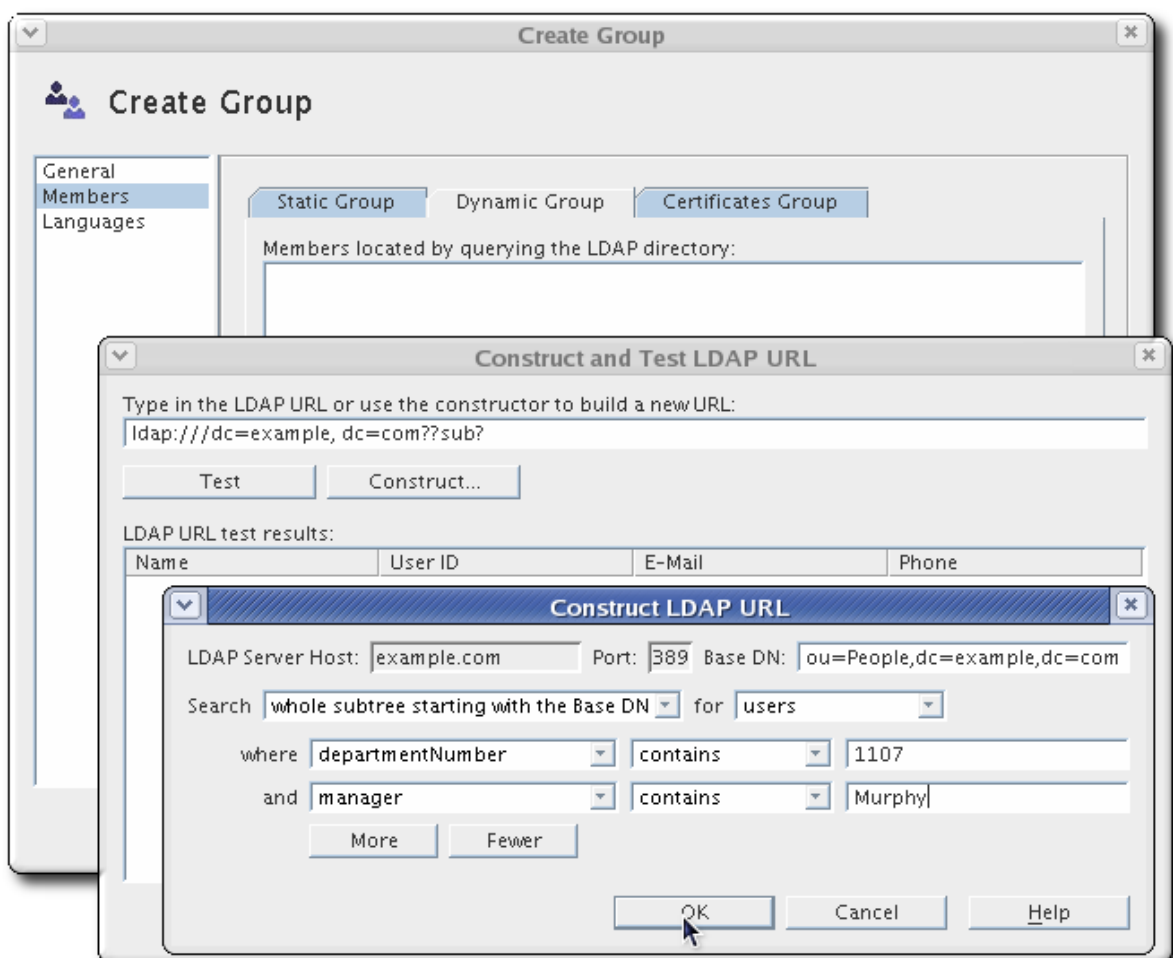 Create Group
Create Group
General
Members
Languages
Static Group Dynamic Group Certificates Group
Members located by querying the LDAP directory:
Construct and Test LDAP URL
Type in the LDAP URL or use the constructor to build a new URL:
ldap:///dc=example, dc=com??sub?
Test Construct...
LDAP URL test results:
Name User ID E-Mail Phone
Construct LDAP URL
LDAP Server Host: example.com Port: 389 Base DN: ou=People,dc=example,dc=com
Search whole subtree starting with the Base DN for users
where departmentNumber contains 1107
and manager contains Murphy
More Fewer
OK Cancel Help